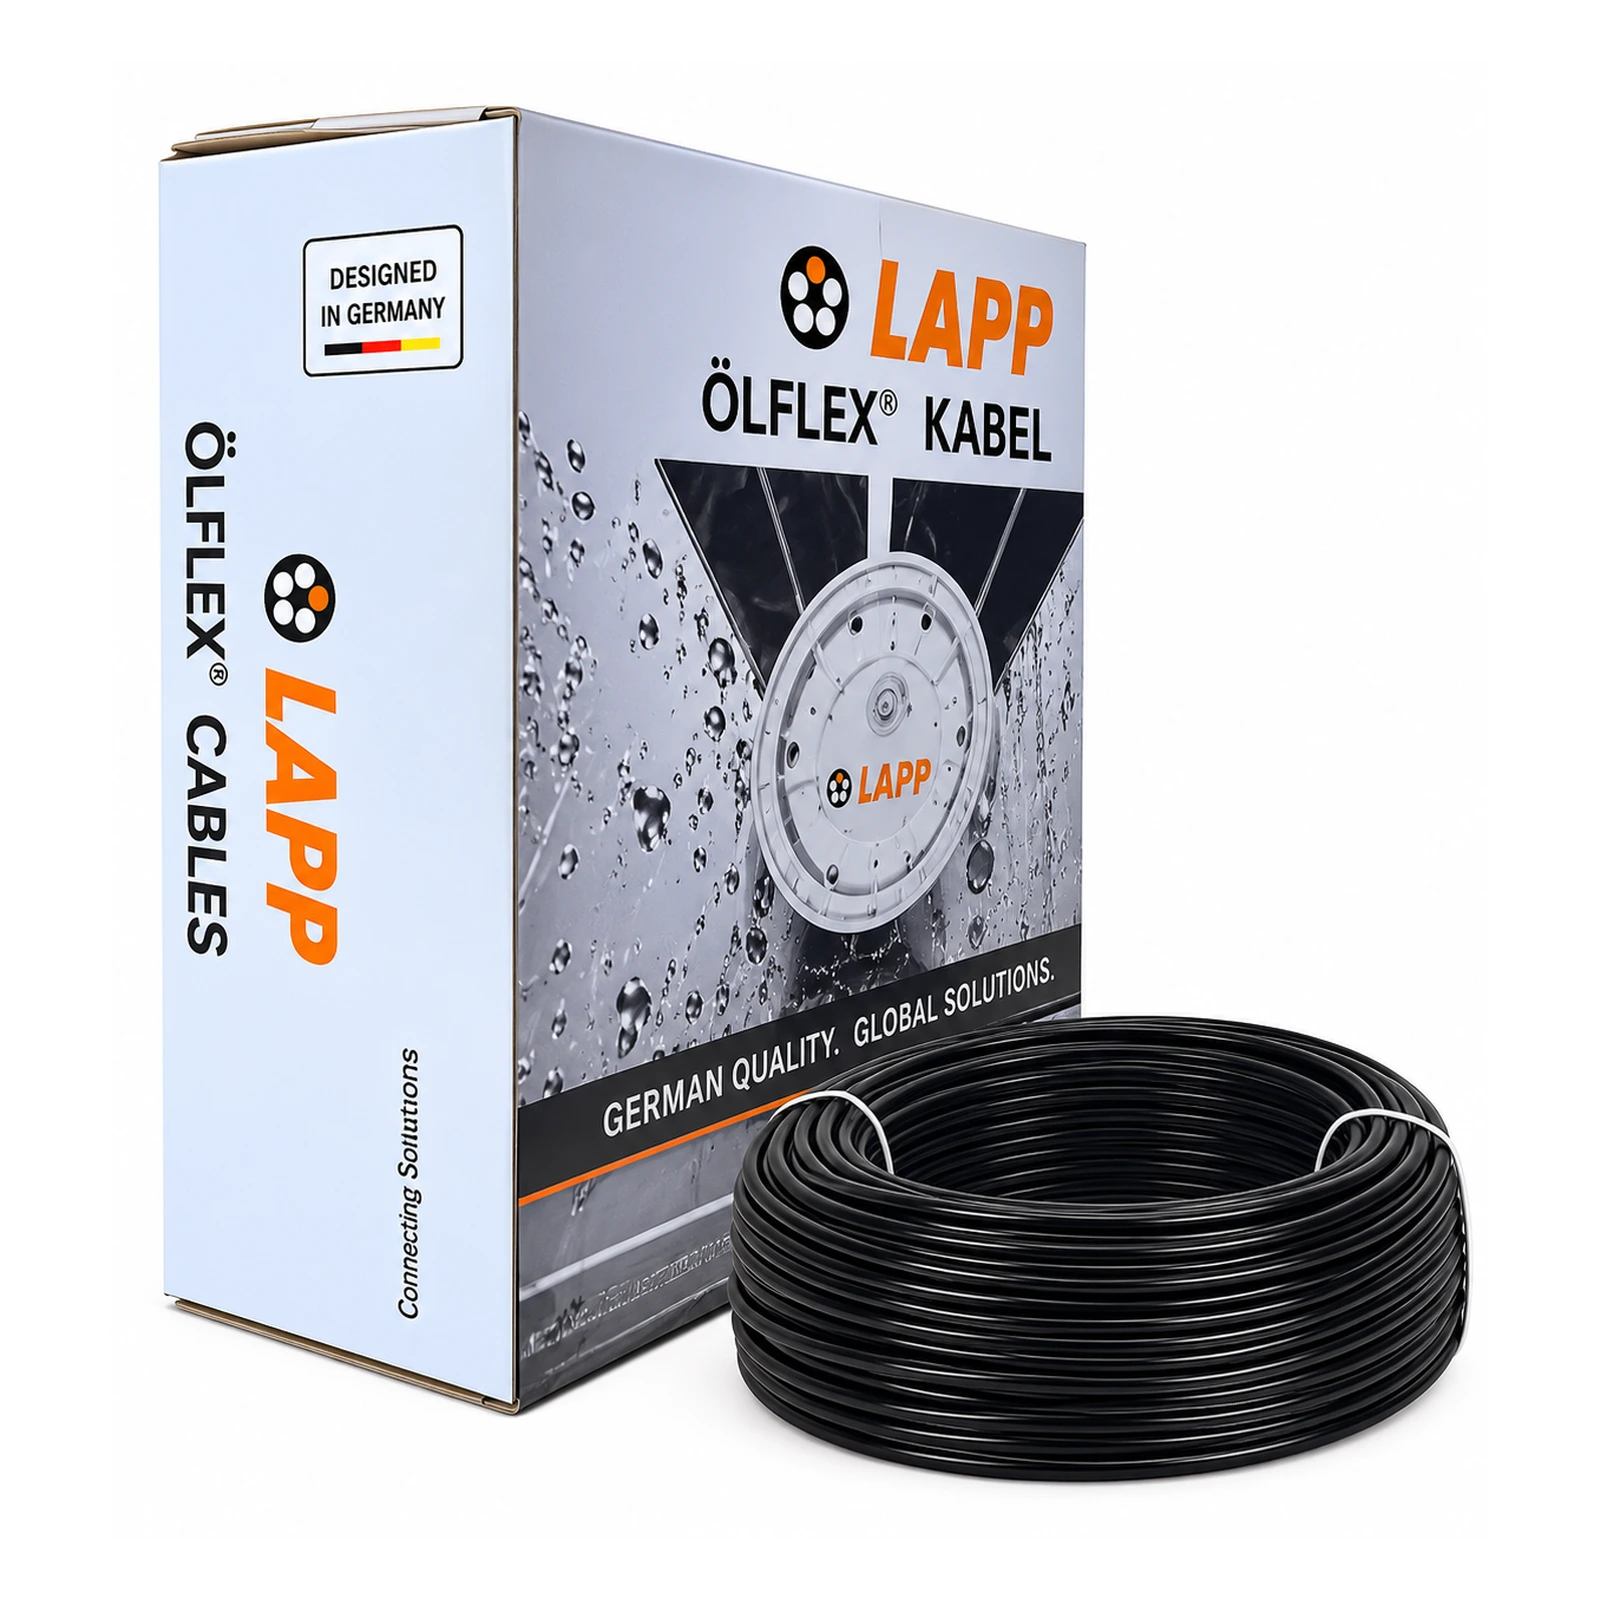 DESIGNED
IN GERMANY
ÖLFLEX® CABLES
LAPP
Connecting Solutions
LAPP
ÖLFLEX® KABEL
LAPP
GERMAN QUALITY. GLOBAL SOLUTIONS.